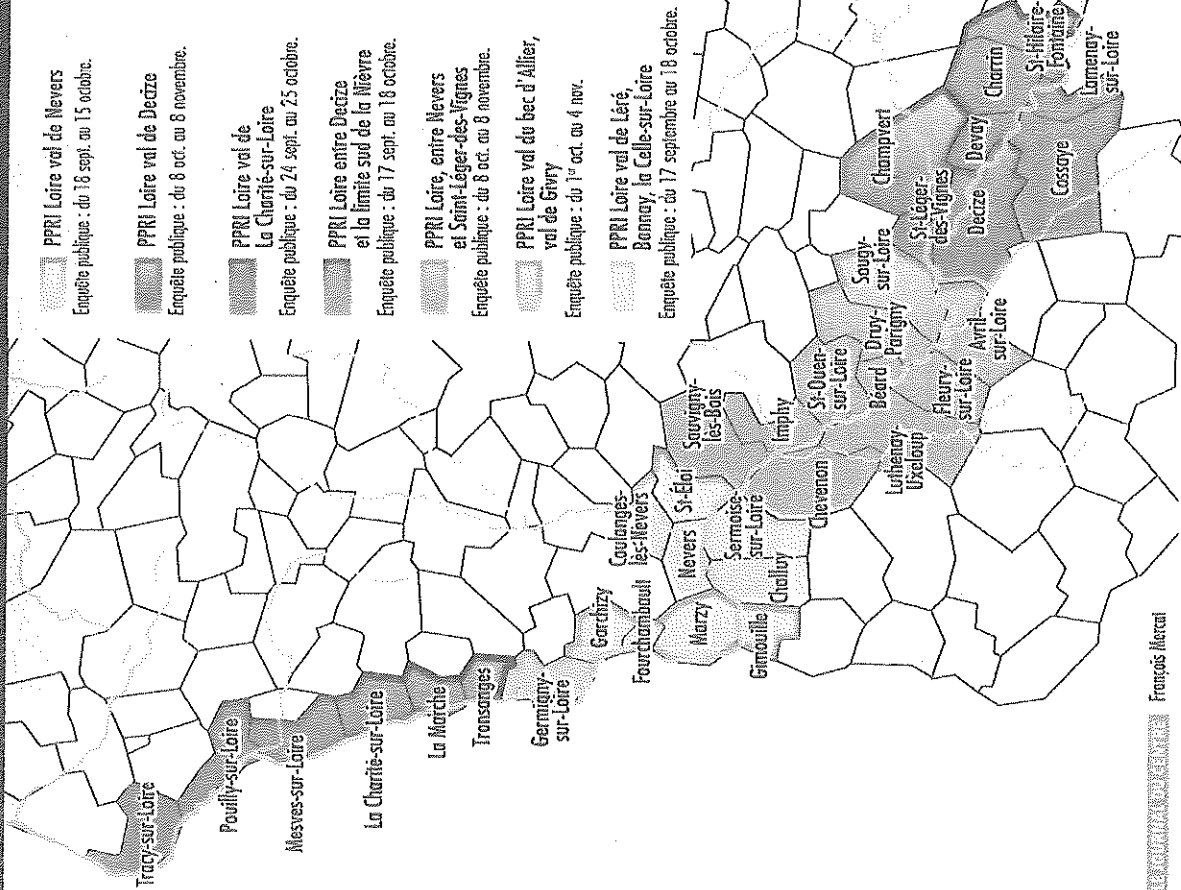 PPRI Loire val de Nevers
Enquête publique : du 18 sept. au 15 octobre.
PPRI Loire val de Decize
Enquête publique : du 8 oct. au 8 novembre.
PPRI Loire val de
La Charité-sur-Loire
Enquête publique : du 24 sept. au 25 octobre.
PPRI Loire entre Decize
et la limite sud de la Nièvre
Enquête publique : du 17 sept. au 18 octobre.
PPRI Loire, entre Nevers
et Saint-Léger-des-Vignes
Enquête publique : du 8 oct. au 8 novembre.
PPRI Loire val du bec d'Allier,
val de Givry
Enquête publique : du 1er oct. au 4 nov.
PPRI Loire val de Léré,
Bannay, la Celle-sur-Loire
Enquête publique : du 17 septembre au 18 octobre.
Tracy-sur-Loire
Pouilly-sur-Loire
Mesves-sur-Loire
La Charité-sur-Loire
La Marche
Tronsanges
Germigny-
sur-Loire
Garchizy
Fourchambault
Marzy
Gimouille
Coulanges-
lès-Nevers
Nevers
St-Éloi
Sermoise-
sur-Loire
Challuy
Sauvigny-
les-Bois
Imphy
Chevenon
St-Ouen-
sur-Loire
Béard
Druy-
Parigny
Luthenay-
Uxeloup
Fleury-
sur-Loire
Avril-
sur-Loire
Sougy-
sur-Loire
St-Léger-
des-Vignes
Decize
Champvert
Devay
Cossaye
Charrin
St-Hilaire-
Fontaine
Lamenay-
sur-Loire
François Mercat